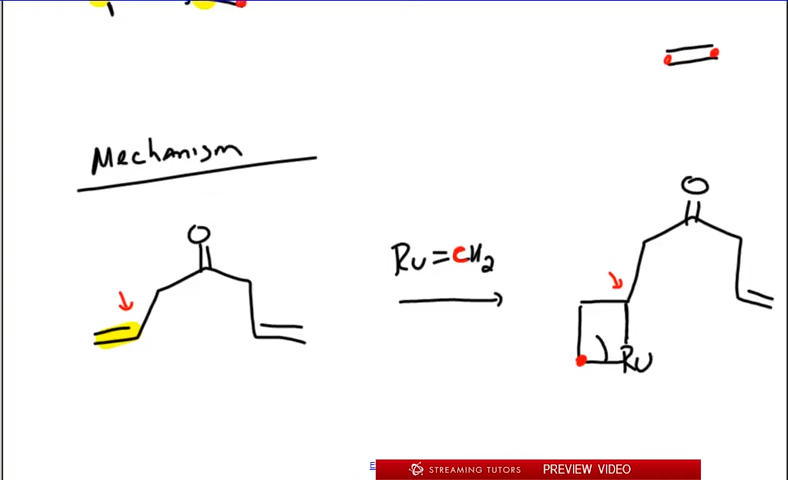 Mechanism
O
O
Ru=CH2
Ru
STREAMING TUTORS PREVIEW VIDEO